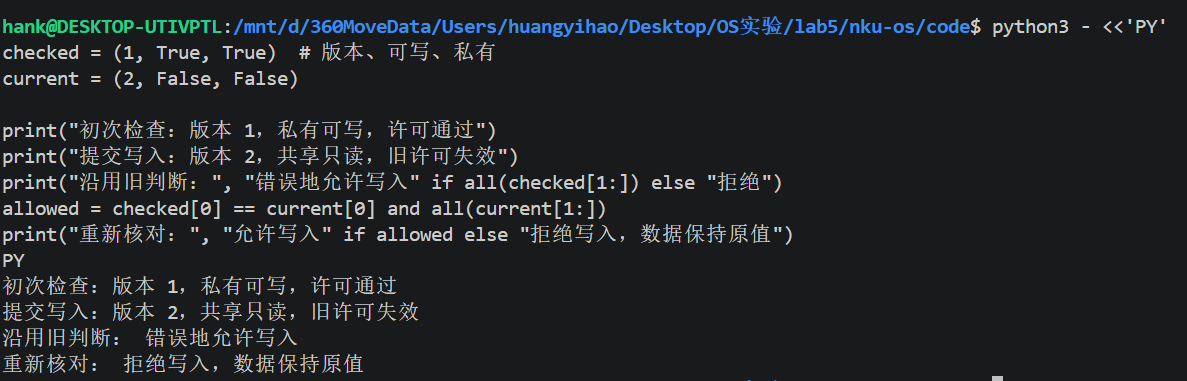 hank@DESKTOP-UTIVPTL:/mnt/d/360MoveData/Users/huangyihao/Desktop/OS实验/lab5/nku-os/code$ python3 - <<'PY'
checked = (1, True, True)  # 版本、可写、私有
current = (2, False, False)
print("初次检查：版本 1，私有可写，许可通过")
print("提交写入：版本 2，共享只读，旧许可失效")
print("沿用旧判断：", "错误地允许写入" if all(checked[1:]) else "拒绝")
allowed = checked[0] == current[0] and all(current[1:])
print("重新核对：", "允许写入" if allowed else "拒绝写入，数据保持原值")
PY
初次检查：版本 1，私有可写，许可通过
提交写入：版本 2，共享只读，旧许可失效
沿用旧判断： 错误地允许写入
重新核对： 拒绝写入，数据保持原值